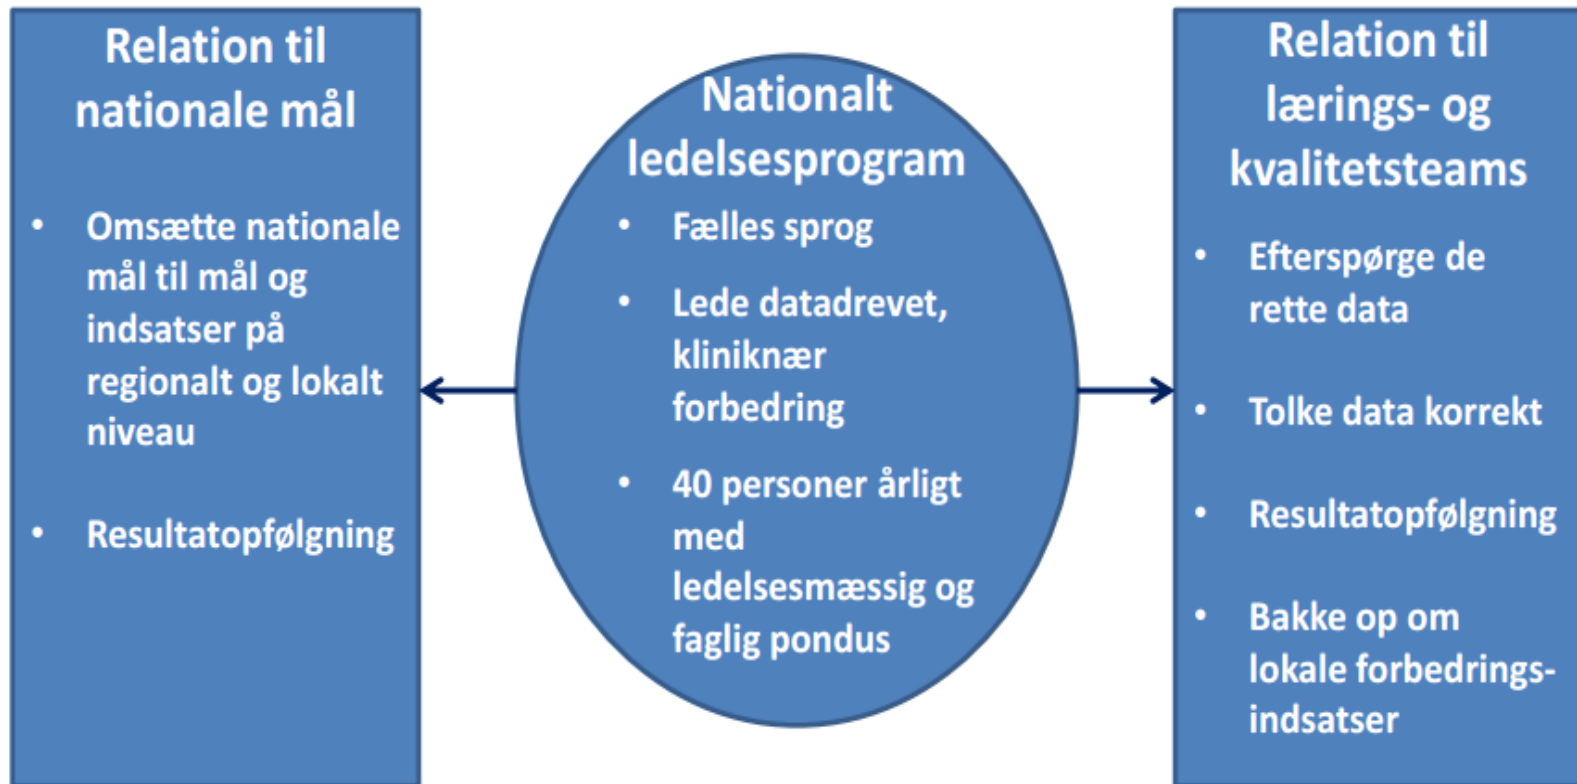 Relation til
nationale mål
• Omsætte nationale
mål til mål og
indsatser på
regionalt og lokalt
niveau
• Resultatopfølgning
Nationalt
ledelsesprogram
• Fælles sprog
• Lede datadrevet,
kliniknær
forbedring
• 40 personer årligt
med
ledelsesmæssig og
faglig pondus
Relation til
lærings- og
kvalitetsteams
• Efterspørge de
rette data
• Tolke data korrekt
• Resultatopfølgning
• Bakke op om
lokale forbedrings-
indsatser